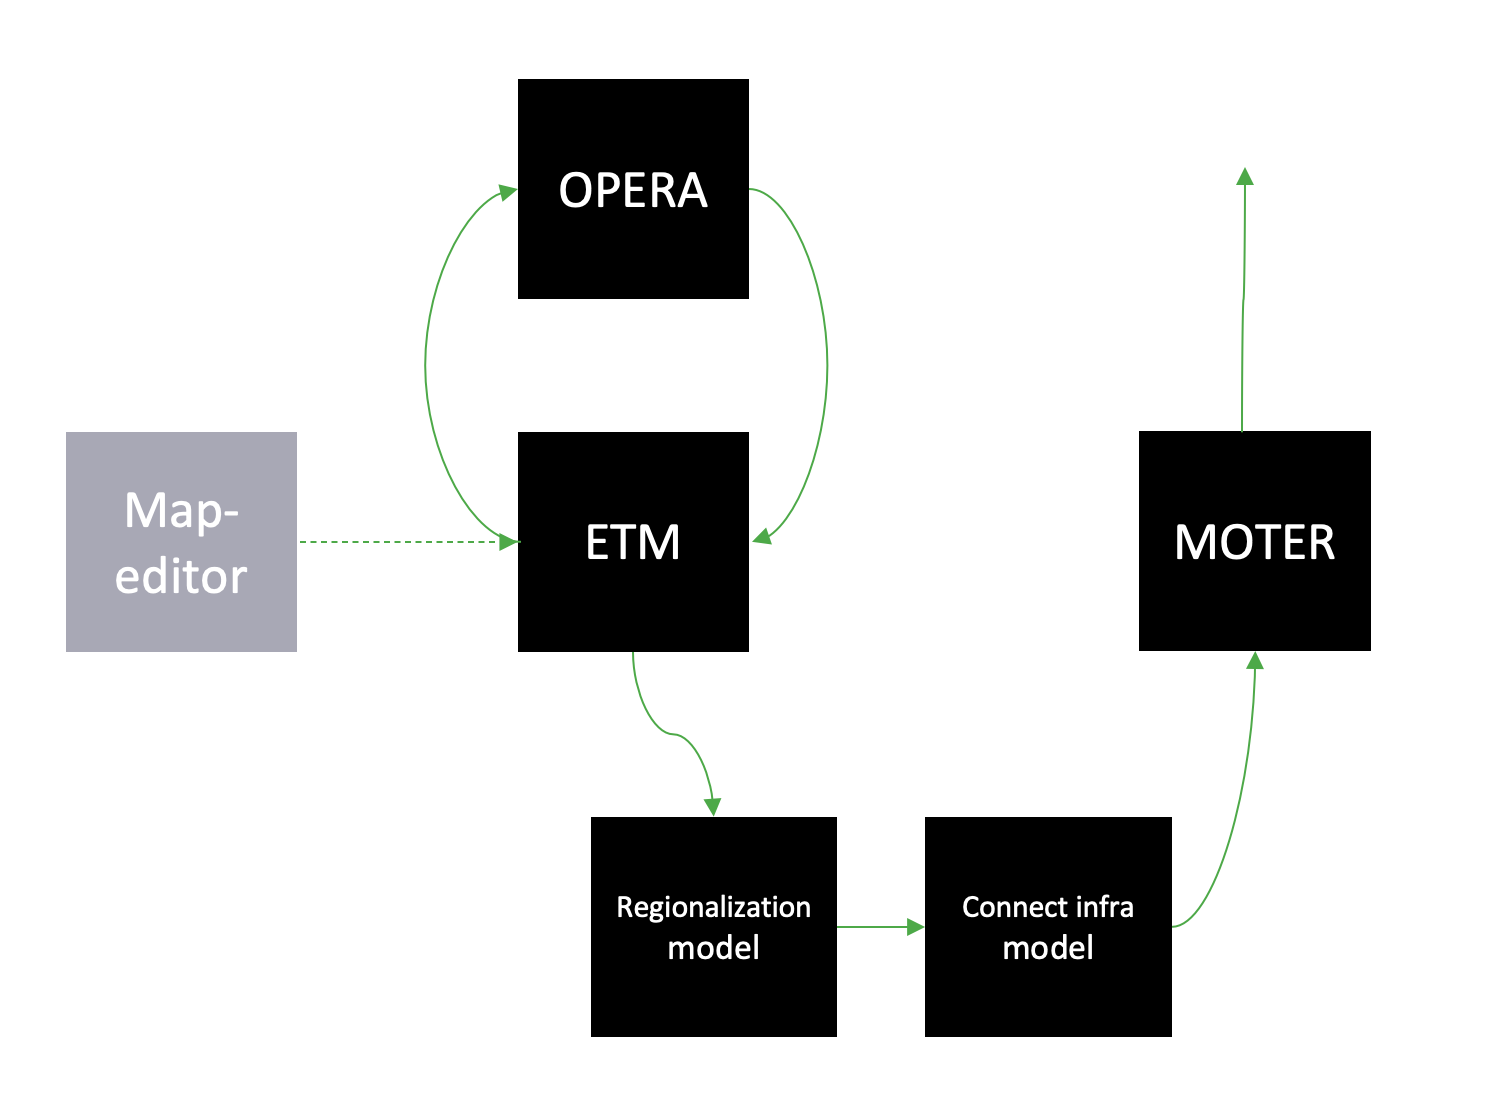 OPERA
Map-
editor
ETM
MOTER
Regionalization
model
Connect infra
model